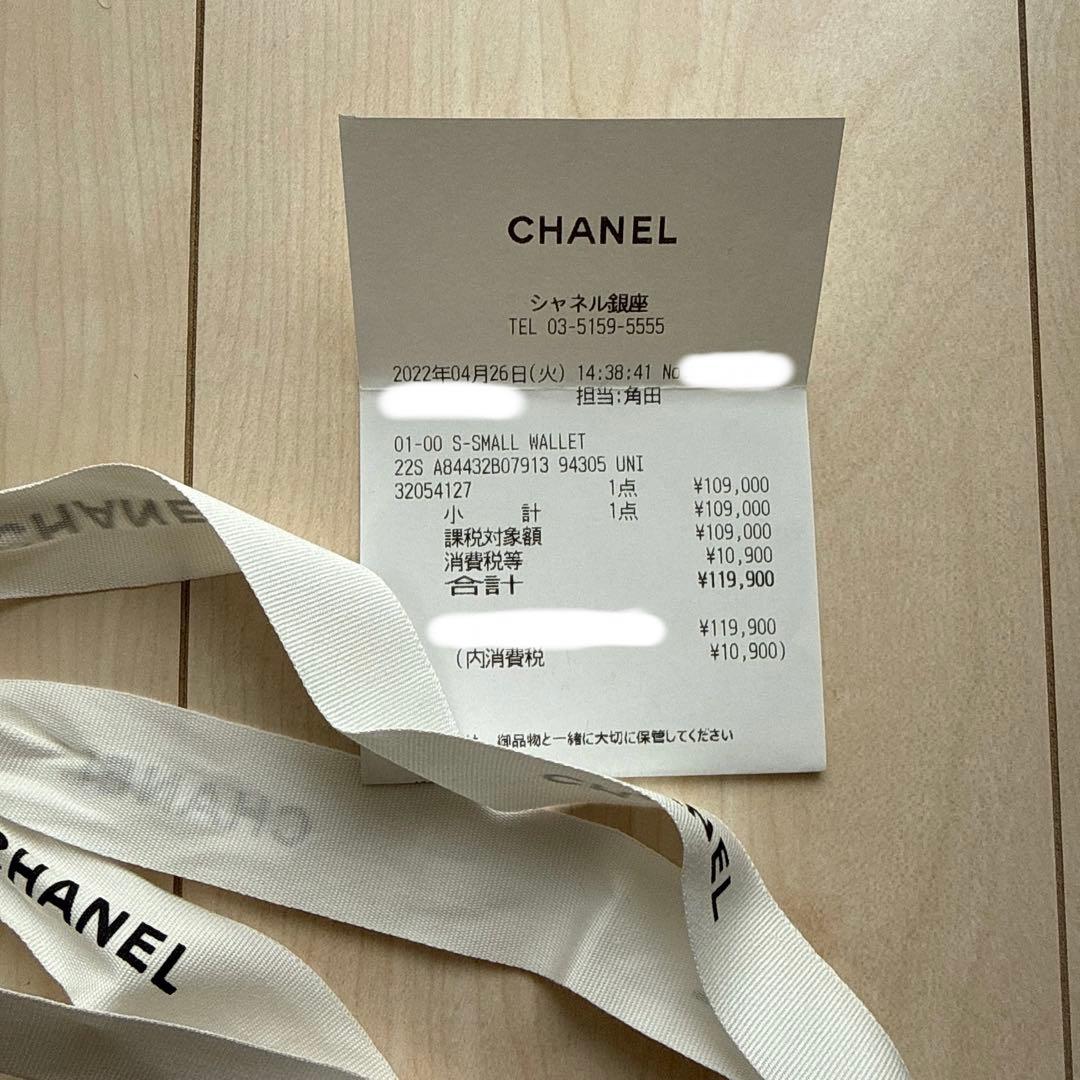 CHANEL
シャネル銀座
TEL 03-5159-5555
2022年04月26日(火) 14:38:41 No
担当:角田
01-00 S-SMALL WALLET
22S A84432B07913 94305 UNI
32054127 1点 ¥109,000
小計 1点 ¥109,000
課税対象額 ¥109,000
消費税等 ¥10,900
合計 ¥119,900
¥119,900
(内消費税 ¥10,900)
御品物と一緒に大切に保管してください
CHANEL
CHANEL
CHANEL